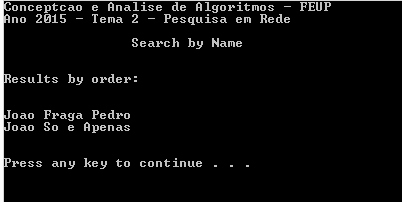 Conceptcao e Analise de Algoritmos - FEUP
Ano 2015 - Tema 2 - Pesquisa em Rede
Search by Name
Results by order:
Joao Fraga Pedro
Joao So e Apenas
Press any key to continue . . .